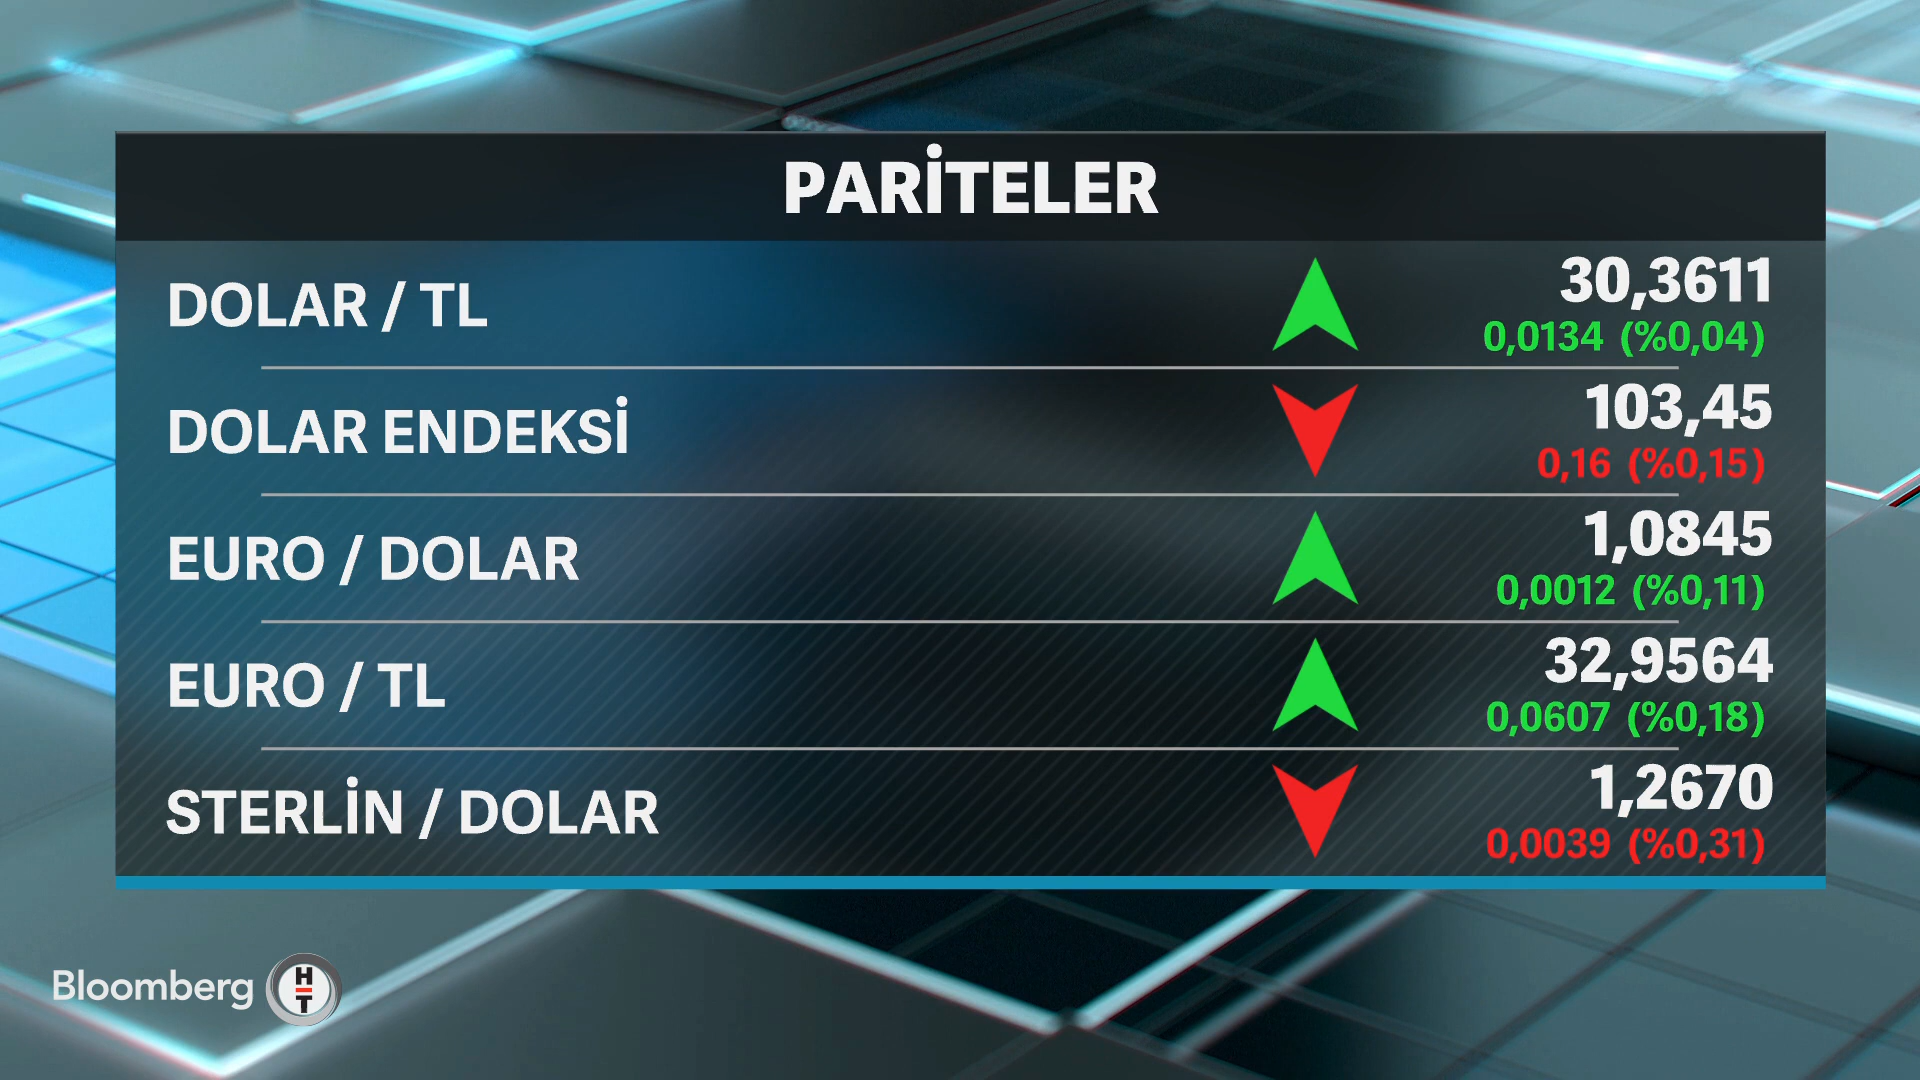 PARİTELER
DOLAR / TL
30,3611
0,0134 (%0,04)
DOLAR ENDEKSİ
103,45
0,16 (%0,15)
EURO / DOLAR
1,0845
0,0012 (%0,11)
EURO / TL
32,9564
0,0607 (%0,18)
STERLİN / DOLAR
1,2670
0,0039 (%0,31)
Bloomberg HT